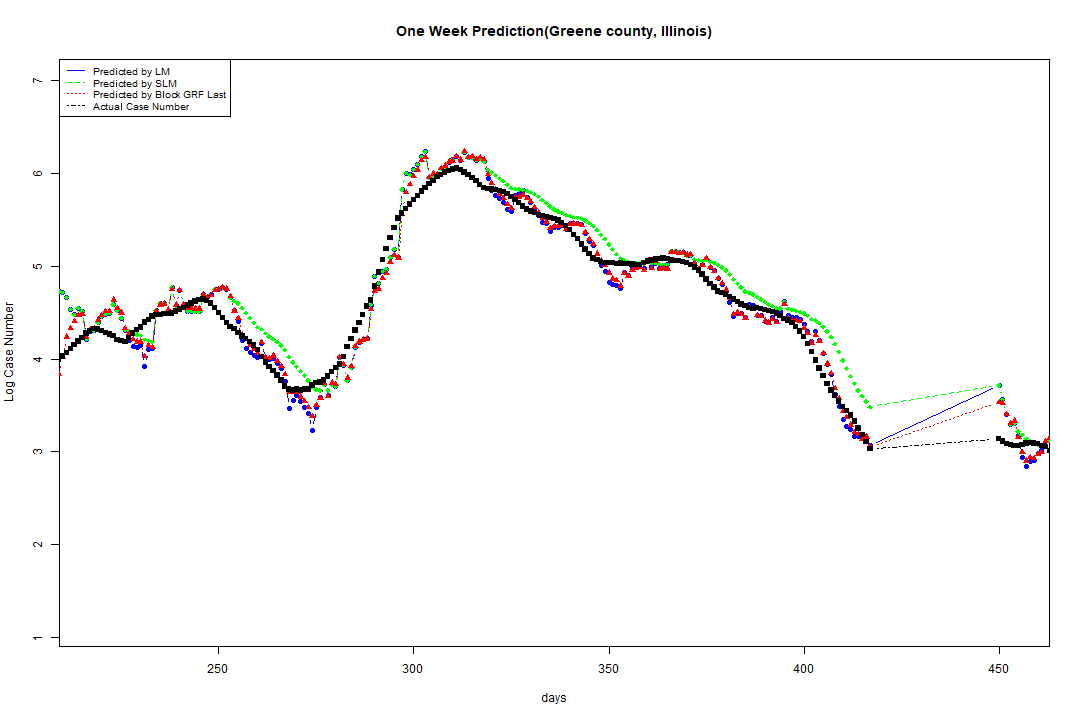 One Week Prediction(Greene county, Illinois)
Predicted by LM
Predicted by SLM
Predicted by Block GRF Last
Actual Case Number
7
6
5
4
3
2
1
Log Case Number
250 300 350 400 450
days